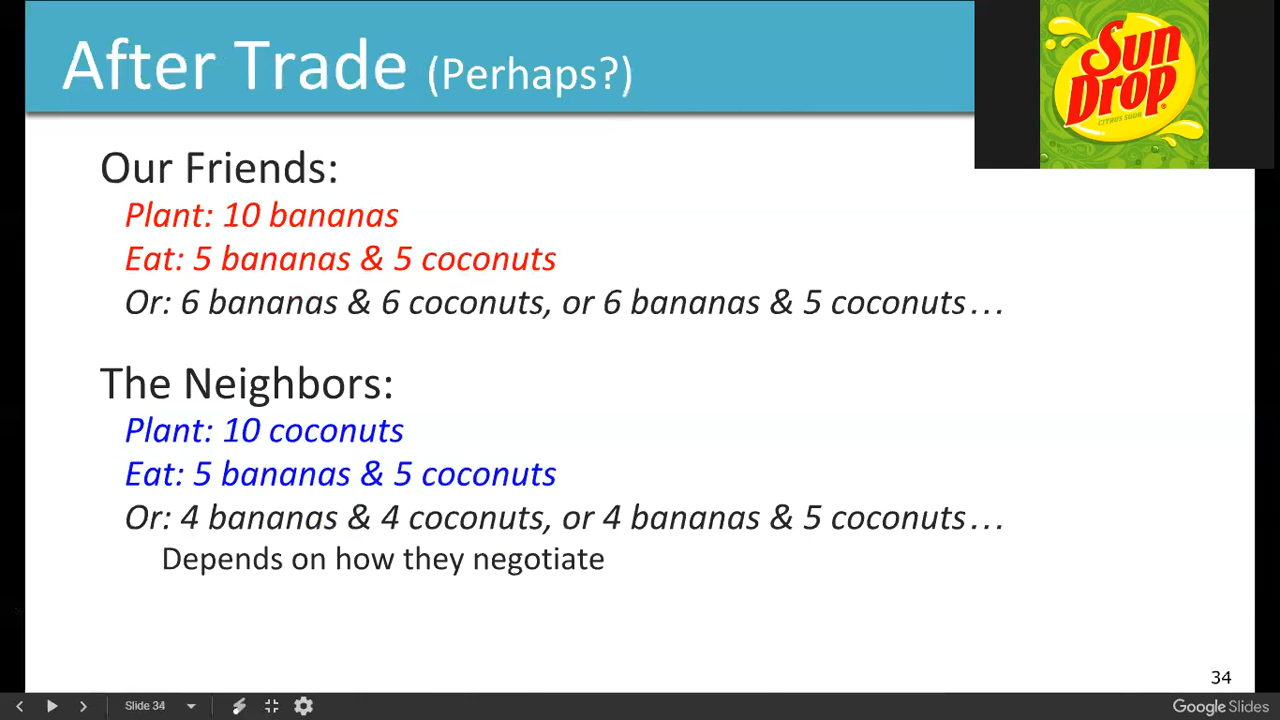 After Trade (Perhaps?)
Sun
Drop
CITRUS SODA
Our Friends:
Plant: 10 bananas
Eat: 5 bananas & 5 coconuts
Or: 6 bananas & 6 coconuts, or 6 bananas & 5 coconuts…
The Neighbors:
Plant: 10 coconuts
Eat: 5 bananas & 5 coconuts
Or: 4 bananas & 4 coconuts, or 4 bananas & 5 coconuts…
Depends on how they negotiate
34
Slide 34
Google Slides